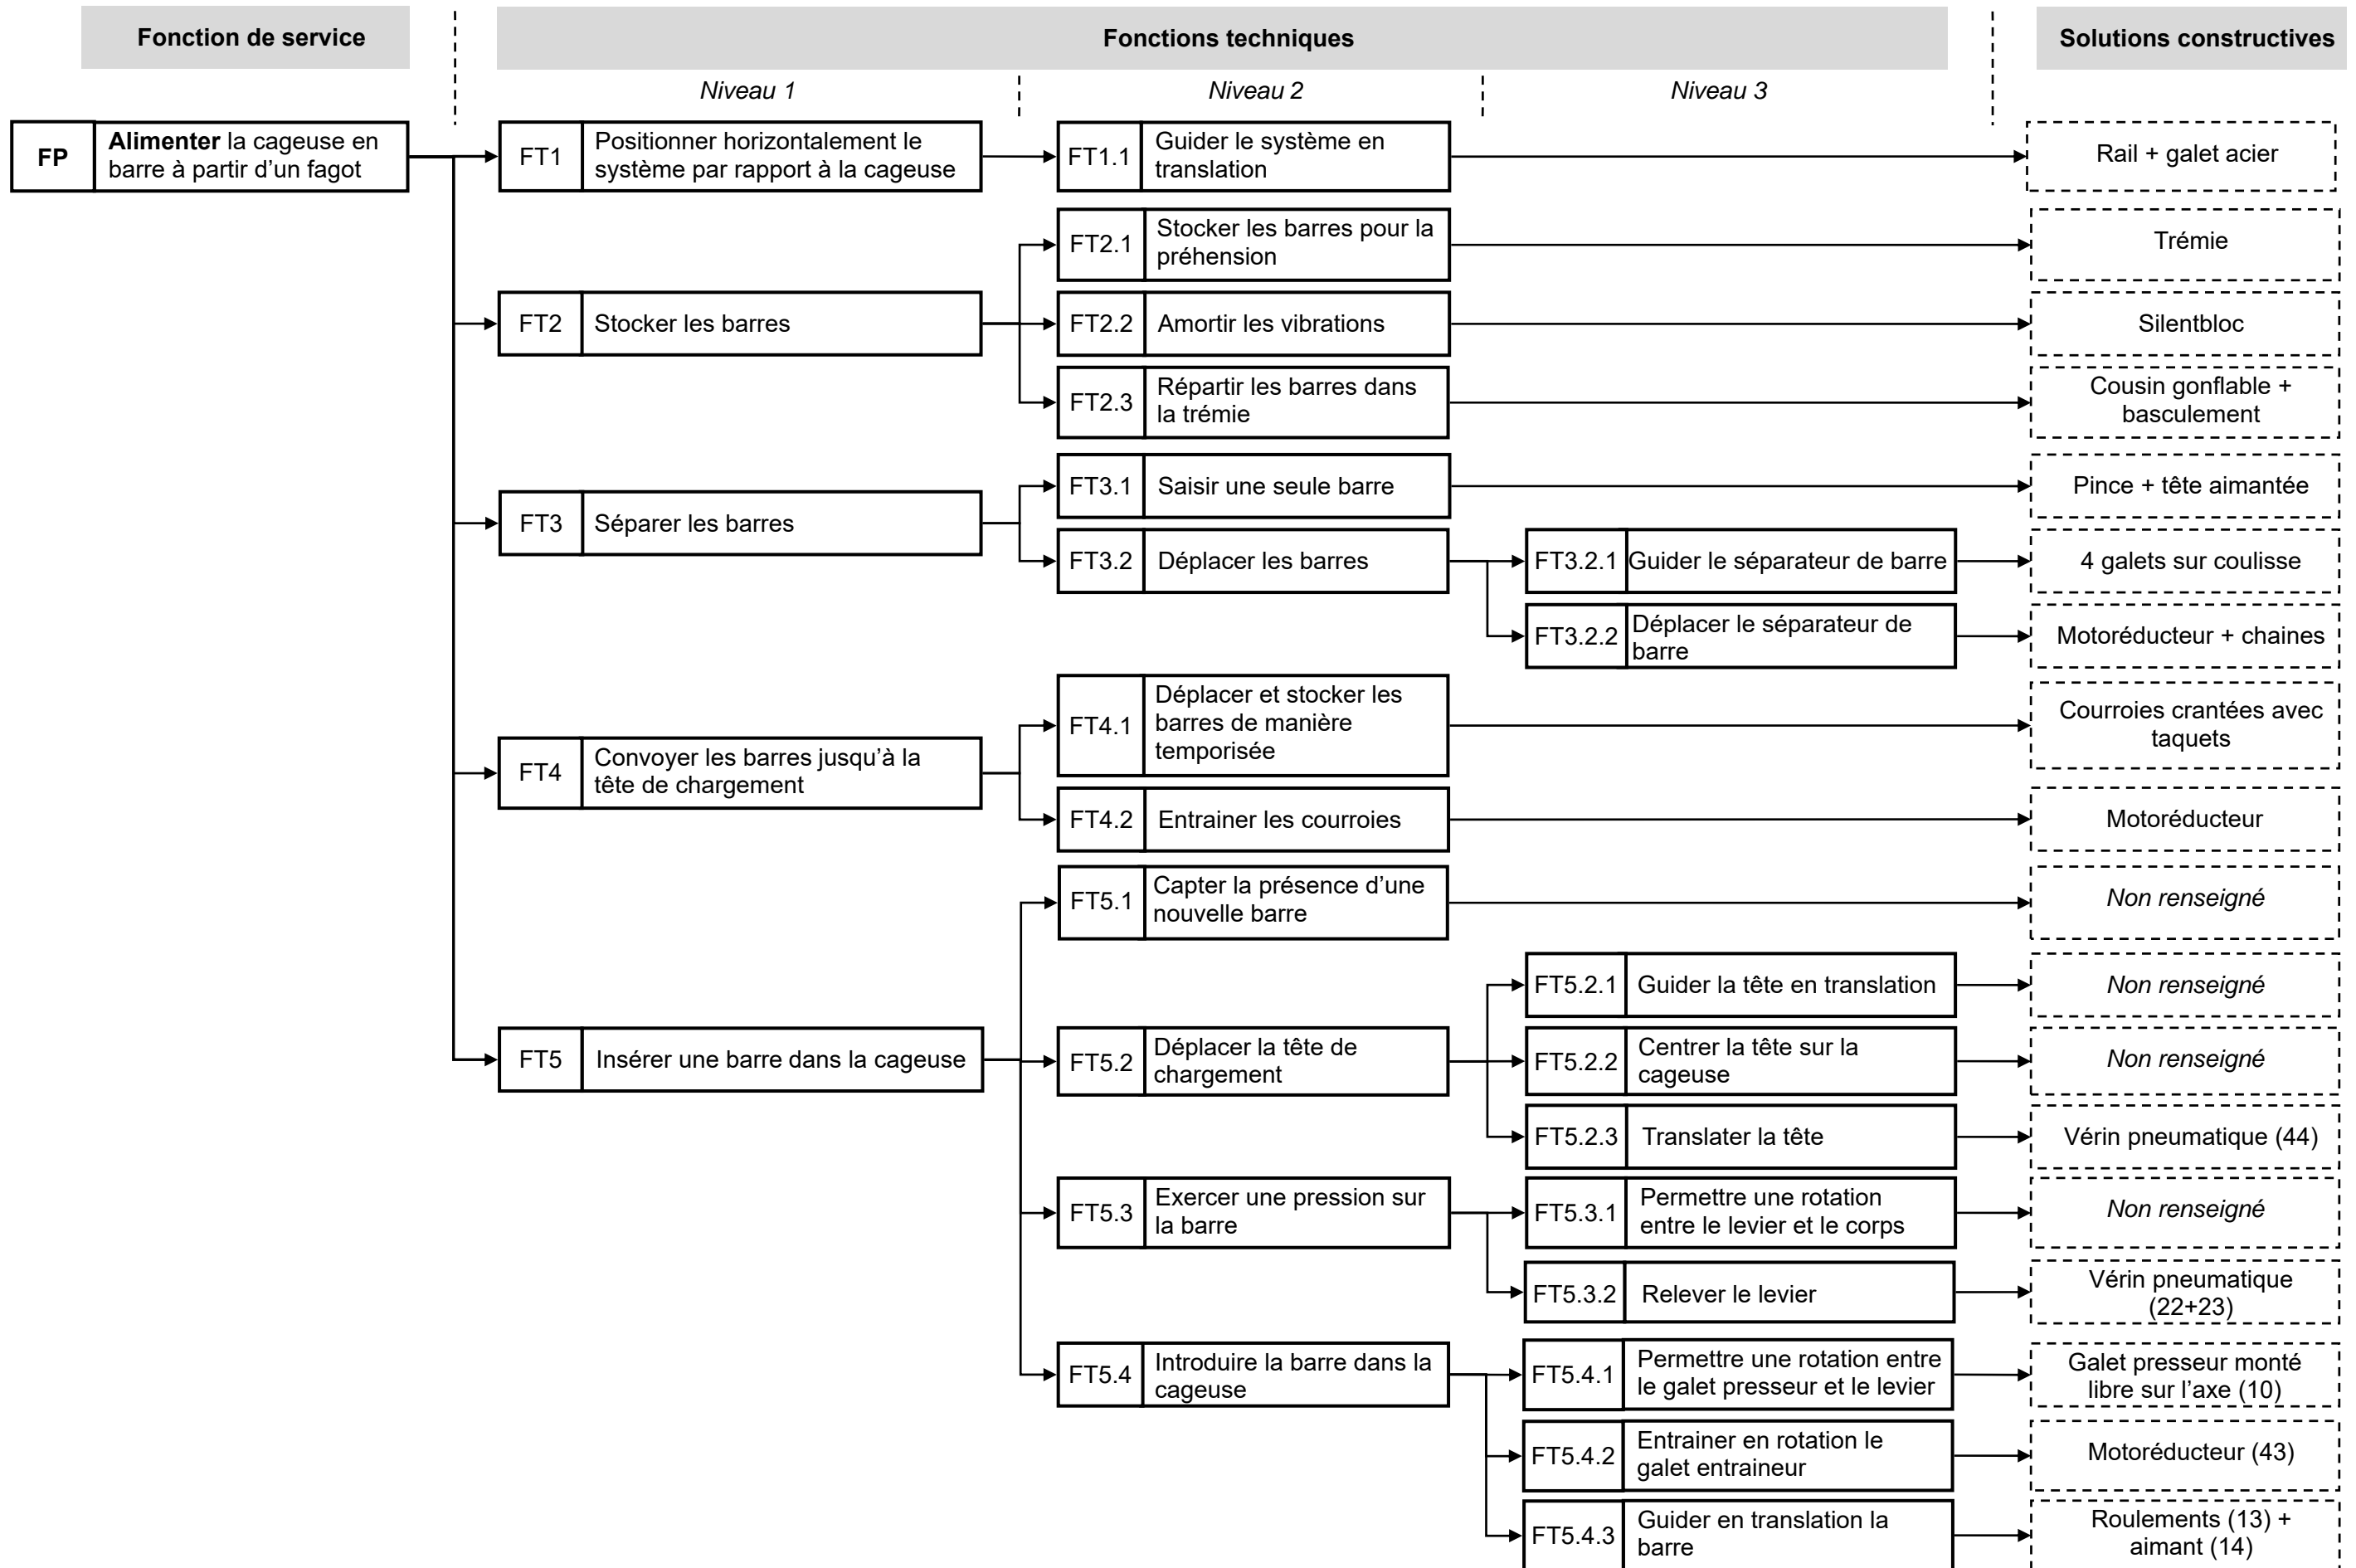 Fonction de service
Fonctions techniques
Solutions constructives
Niveau 1
Niveau 2
Niveau 3
FP
Alimenter la cageuse en
barre à partir d’un fagot
FT1
Positionner horizontalement le
système par rapport à la cageuse
FT1.1
Guider le système en
translation
Rail + galet acier
FT2.1
Stocker les barres pour la
préhension
Trémie
FT2
Stocker les barres
FT2.2
Amortir les vibrations
Silentbloc
FT2.3
Répartir les barres dans
la trémie
Cousin gonflable +
basculement
FT3
Séparer les barres
FT3.1
Saisir une seule barre
Pince + tête aimantée
FT3.2
Déplacer les barres
FT3.2.1
Guider le séparateur de barre
4 galets sur coulisse
FT3.2.2
Déplacer le séparateur de
barre
Motoréducteur + chaines
FT4
Convoyer les barres jusqu’à la
tête de chargement
FT4.1
Déplacer et stocker les
barres de manière
temporisée
Courroies crantées avec
taquets
FT4.2
Entrainer les courroies
Motoréducteur
FT5.1
Capter la présence d’une
nouvelle barre
Non renseigné
FT5
Insérer une barre dans la cageuse
FT5.2
Déplacer la tête de
chargement
FT5.2.1
Guider la tête en translation
Non renseigné
FT5.2.2
Centrer la tête sur la
cageuse
Non renseigné
FT5.2.3
Translater la tête
Vérin pneumatique (44)
FT5.3
Exercer une pression sur
la barre
FT5.3.1
Permettre une rotation
entre le levier et le corps
Non renseigné
FT5.3.2
Relever le levier
Vérin pneumatique
(22+23)
FT5.4
Introduire la barre dans la
cageuse
FT5.4.1
Permettre une rotation entre
le galet presseur et le levier
Galet presseur monté
libre sur l’axe (10)
FT5.4.2
Entrainer en rotation le
galet entraineur
Motoréducteur (43)
FT5.4.3
Guider en translation la
barre
Roulements (13) +
aimant (14)